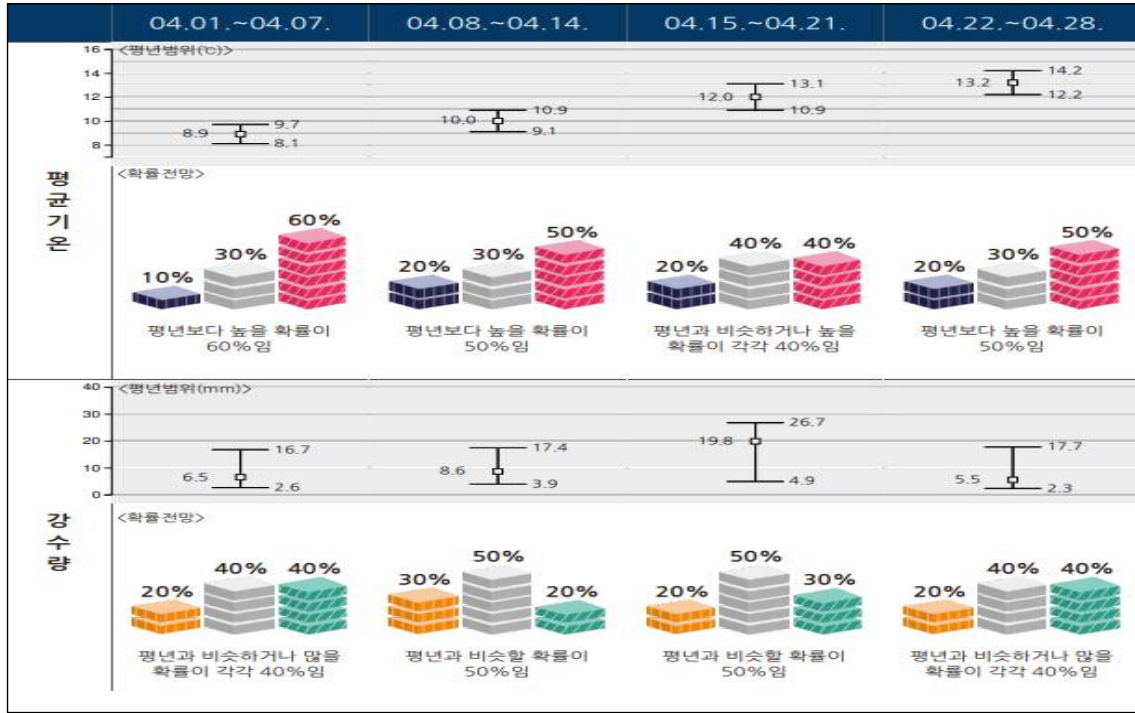 04.01.~04.07. 04.08.~04.14. 04.15.~04.21. 04.22.~04.28.
평균기온
<평년범위(℃)>
16
14
12
10
8
8.9 9.7 8.1
10.0 10.9 9.1
12.0 13.1 10.9
13.2 14.2 12.2
<확률전망>
10% 30% 60%
20% 30% 50%
20% 40% 40%
20% 30% 50%
평년보다 높을 확률이
60%임
평년보다 높을 확률이
50%임
평년과 비슷하거나 높을
확률이 각각 40%임
평년보다 높을 확률이
50%임
강수량
<평년범위(mm)>
40
30
20
10
0
6.5 16.7 2.6
8.6 17.4 3.9
19.8 26.7 4.9
5.5 17.7 2.3
<확률전망>
20% 40% 40%
30% 50% 20%
20% 50% 30%
20% 40% 40%
평년과 비슷하거나 많을
확률이 각각 40%임
평년과 비슷할 확률이
50%임
평년과 비슷할 확률이
50%임
평년과 비슷하거나 많을
확률이 각각 40%임